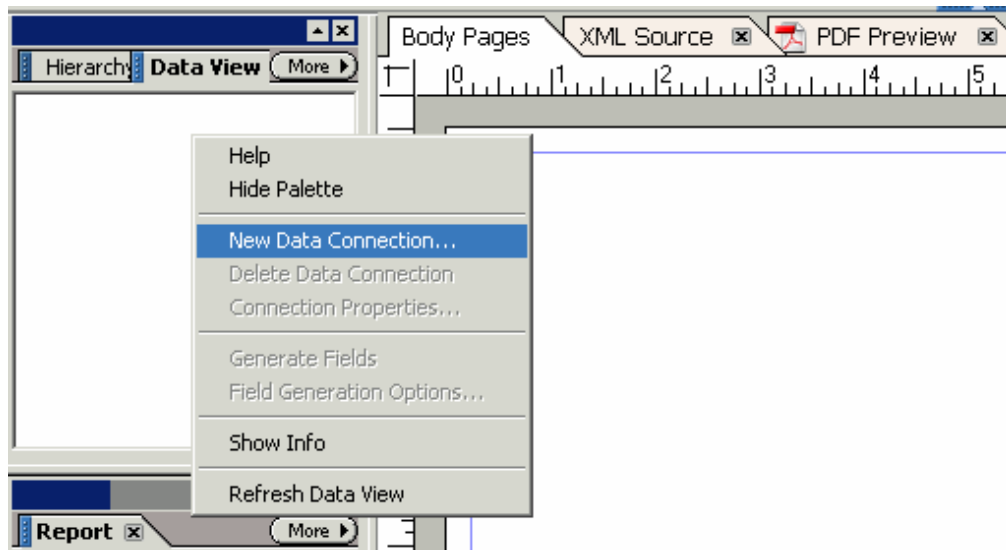 Body Pages XML Source PDF Preview
Hierarchy Data View More
0 1 2 3 4 5
Help
Hide Palette
New Data Connection...
Delete Data Connection
Connection Properties...
Generate Fields
Field Generation Options...
Show Info
Refresh Data View
Report More